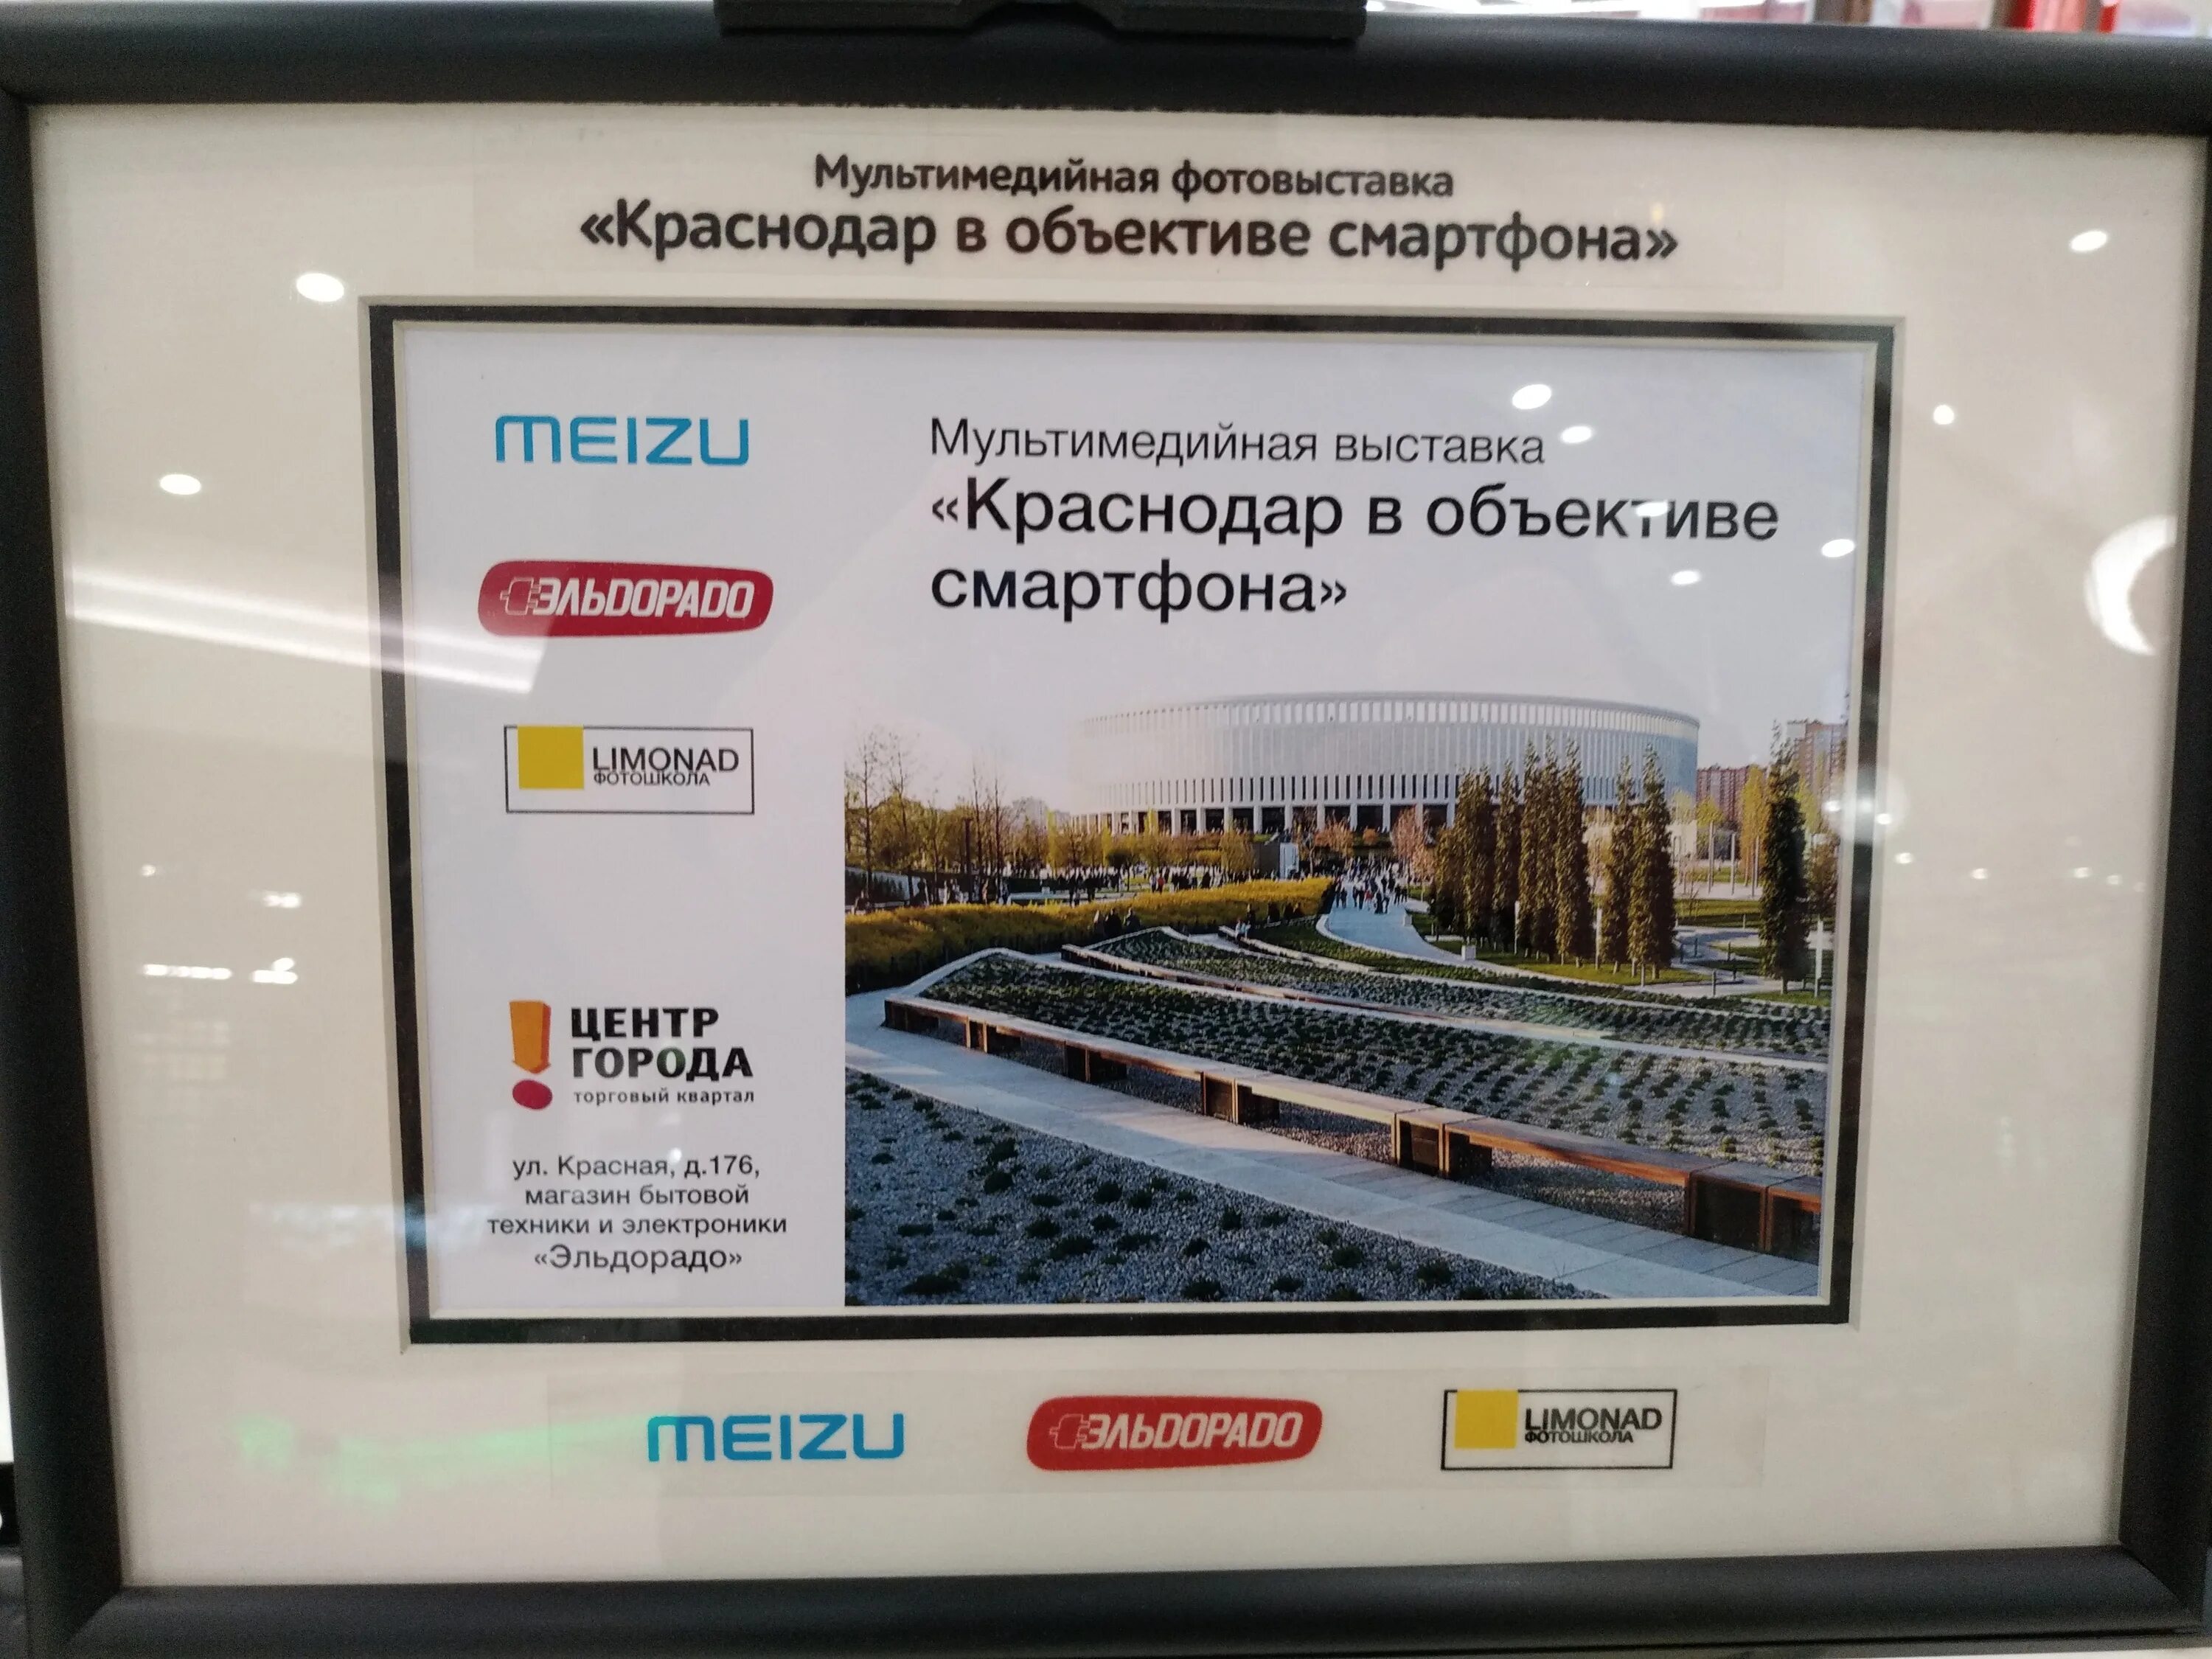 Мультимедийная фотовыставка
«Краснодар в объективе смартфона»
MEIZU
ЭЛЬДОРАДО
LIMONAD
ФОТОШКОЛА
ЦЕНТР
ГОРОДА
торговый квартал
ул. Красная, д.176,
магазин бытовой
техники и электроники
«Эльдорадо»
Мультимедийная выставка
«Краснодар в объективе
смартфона»
MEIZU
ЭЛЬДОРАДО
LIMONAD
ФОТОШКОЛА